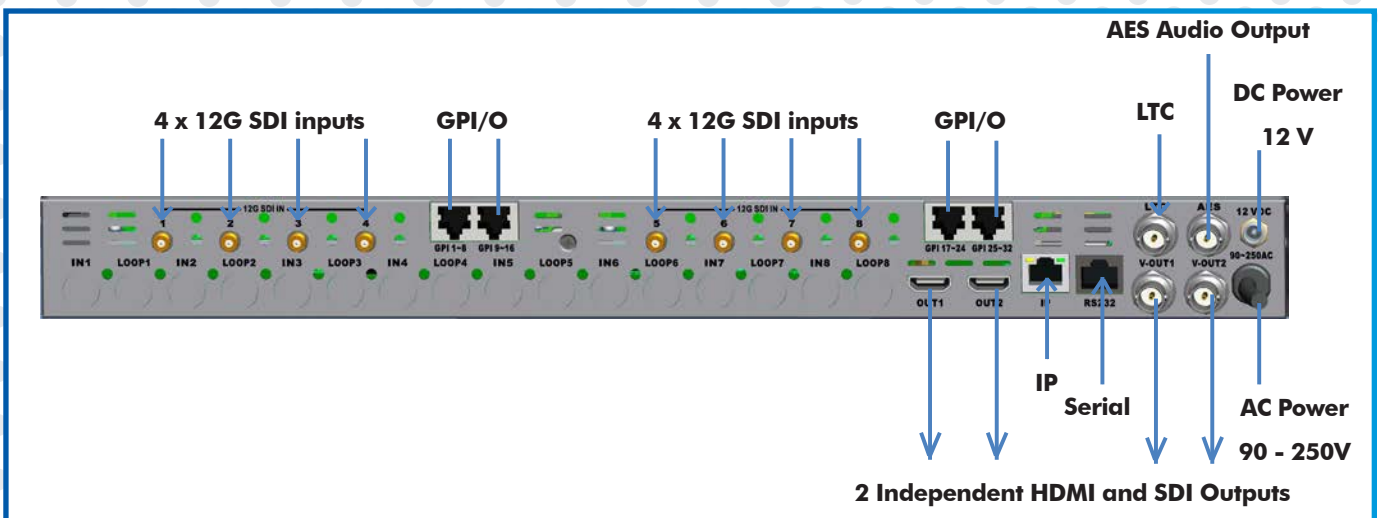 AES Audio Output
DC Power
12 V
LTC
4 x 12G SDI inputs
GPI/O
4 x 12G SDI inputs
GPI/O
12G SDI IN
1 2 3 4
GPI 1~8 GPI 9~16
12G SDI IN
5 6 7 8
GPI 17~24 GPI 25~32
LTC AES 12 VDC
IN1 LOOP1 IN2 LOOP2 IN3 LOOP3 IN4 LOOP4 IN5 LOOP5 IN6 LOOP6 IN7 LOOP7 IN8 LOOP8
V-OUT1 V-OUT2 90~250AC
OUT1 OUT2 IP RS232
IP
Serial
AC Power
90 - 250V
2 Independent HDMI and SDI Outputs